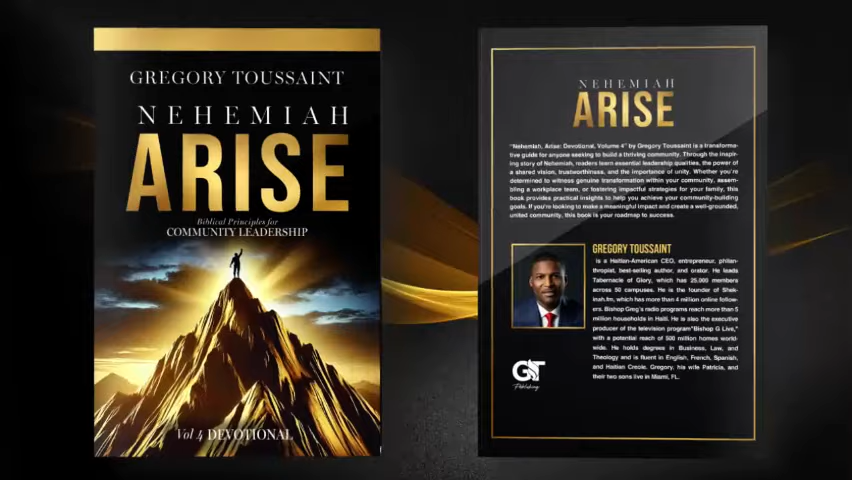 GREGORY TOUSSAINT
NEHEMIAH
ARISE
Biblical Principles for
COMMUNITY LEADERSHIP
Vol 4 DEVOTIONAL
NEHEMIAH
ARISE
"Nehemiah, Arise: Devotional, Volume 4" by Gregory Toussaint is a transforma-
tive guide for anyone seeking to build a thriving community. Through the inspir-
ing story of Nehemiah, readers learn essential leadership qualities, the power of
a shared vision, trustworthiness, and the importance of unity. Whether you're
determined to witness genuine transformation within your community, assem-
bling a workplace team, or fostering impactful strategies for your family, this
book provides practical insights to help you achieve your community-building
goals. If you're looking to make a meaningful impact and create a well-grounded,
united community, this book is your roadmap to success.
GREGORY TOUSSAINT
is a Haitian-American CEO, entrepreneur, philan-
thropist, best-selling author, and orator. He leads
Tabernacle of Glory, which has 25,000 members
across 50 campuses. He is the founder of Shek-
inah.fm, which has more than 4 million online follow-
ers. Bishop Greg's radio programs reach more than 5
million households in Haiti. He is also the executive
producer of the television program"Bishop G Live,"
with a potential reach of 500 million homes world-
wide. He holds degrees in Business, Law, and
Theology and is fluent in English, French, Spanish,
and Haitian Creole. Gregory, his wife Patricia, and
their two sons live in Miami, FL.
GT
Publishing